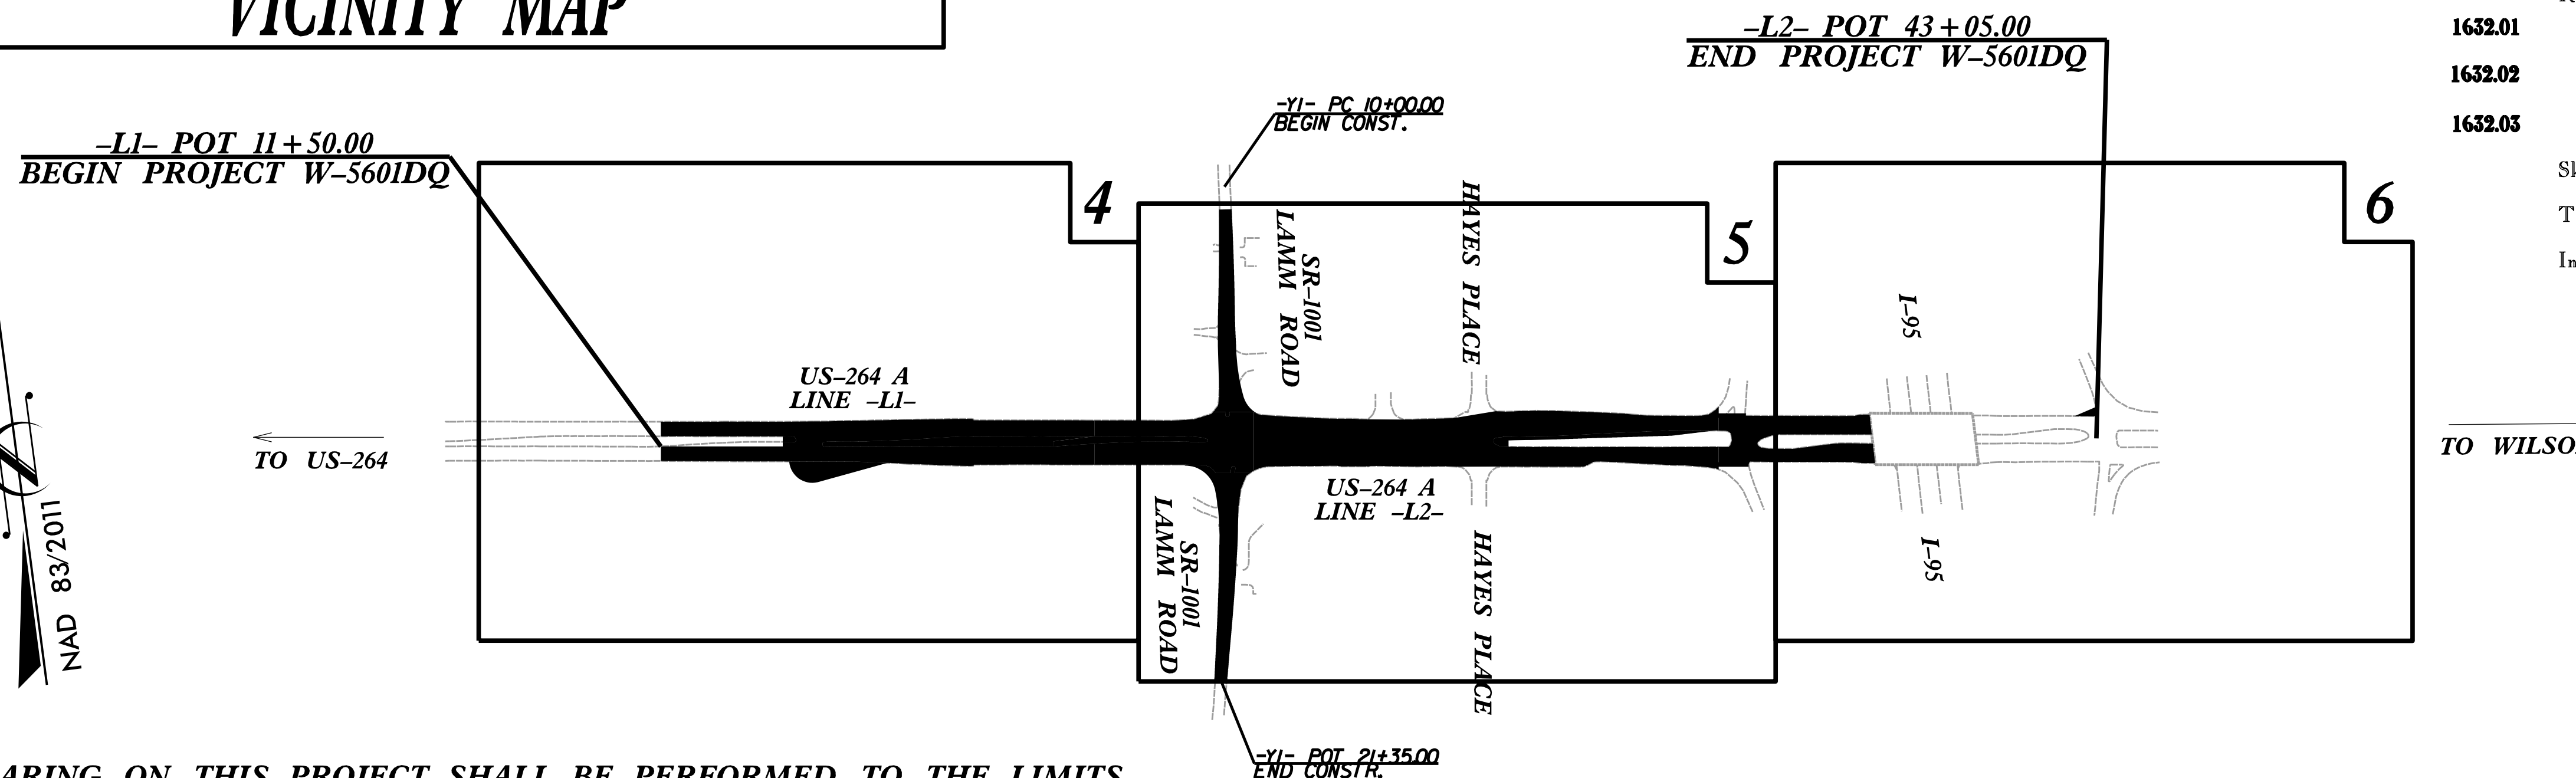 VICINITY MAP
–L2– POT 43+05.00
END PROJECT W–5601DQ
1632.01
1632.02
1632.03
-Y1- PC 10+00.00
BEGIN CONST.
–L1– POT 11+50.00
BEGIN PROJECT W–5601DQ
4
5
6
SR–1001
LAMM ROAD
HAYES PLACE
I–95
US–264 A
LINE –L1–
TO US–264
TO WILSO
US–264 A
LINE –L2–
SR–1001
LAMM ROAD
HAYES PLACE
I–95
NAD 83/2011
-Y1- POT 21+35.00
END CONSTR.
ARING ON THIS PROJECT SHALL BE PERFORMED TO THE LIMITS